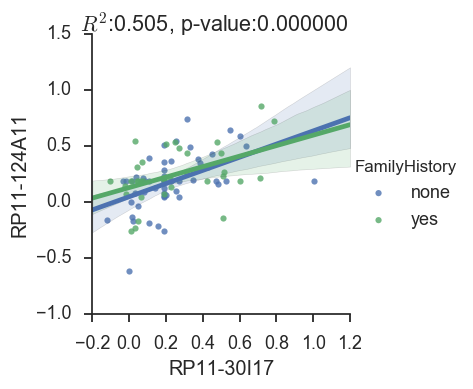 R²:0.505, p-value:0.000000
1.5
1.0
0.5
0.0
−0.5
−1.0
RP11-124A11
−0.2 0.0 0.2 0.4 0.6 0.8 1.0 1.2
RP11-30I17
FamilyHistory
none
yes